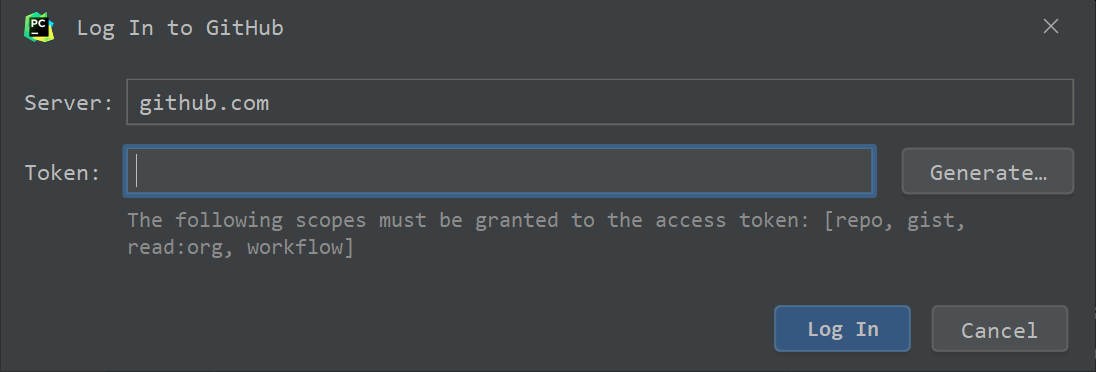 PC Log In to GitHub
Server: github.com
Token: Generate…
The following scopes must be granted to the access token: [repo, gist,
read:org, workflow]
Log In Cancel